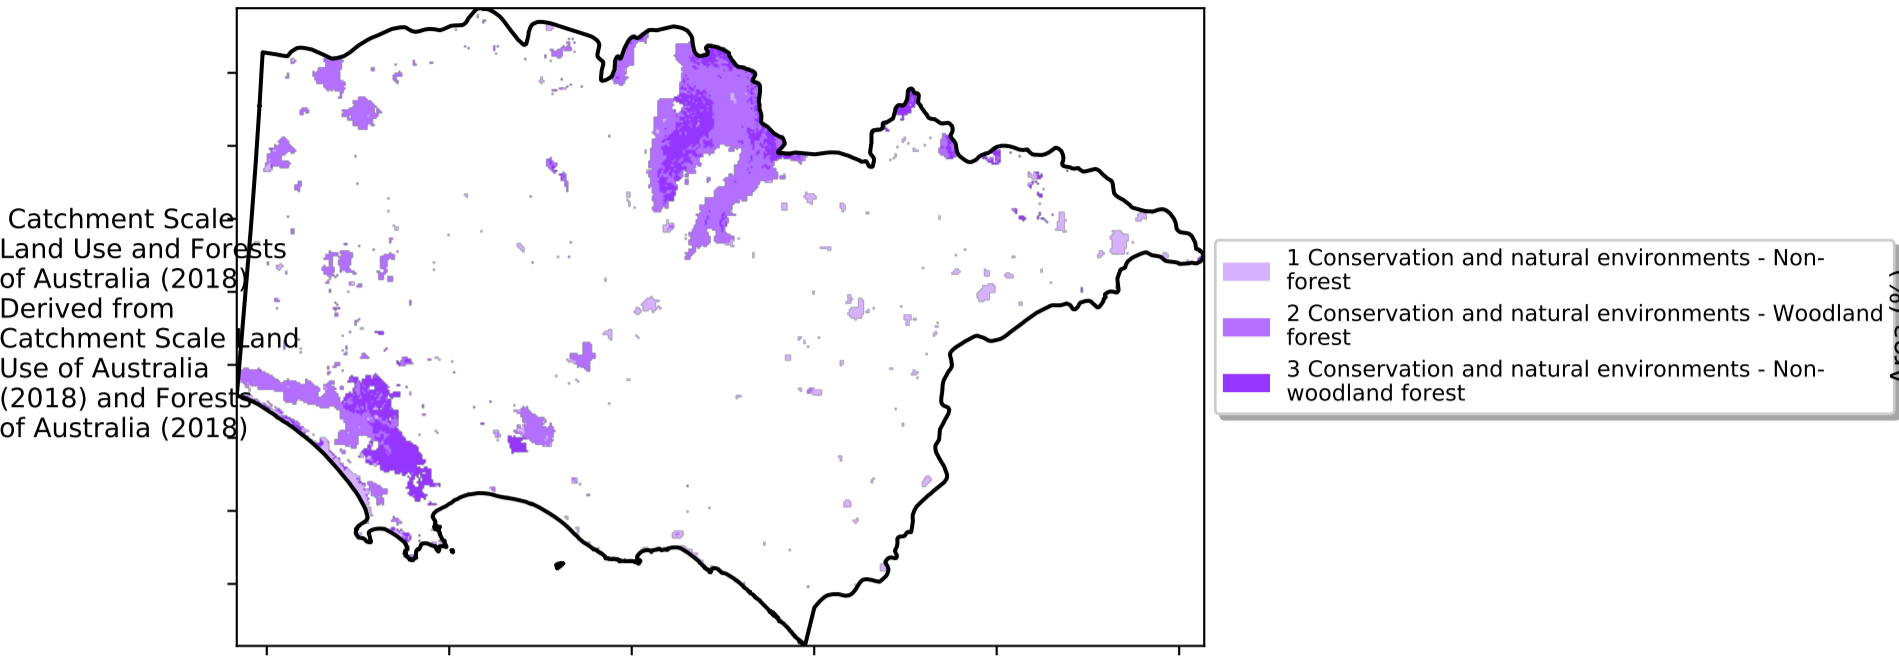 Catchment Scale
Land Use and Forests
of Australia (2018)
Derived from
Catchment Scale Land
Use of Australia
(2018) and Forests
of Australia (2018)
1 Conservation and natural environments - Non-
forest
2 Conservation and natural environments - Woodland
forest
3 Conservation and natural environments - Non-
woodland forest